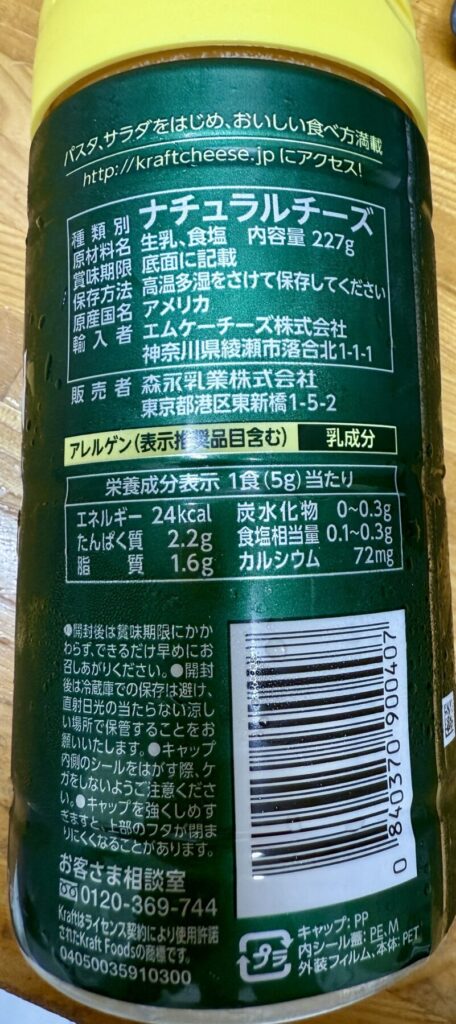 パスタ、サラダをはじめ、おいしい食べ方満載
http://kraftcheese.jp にアクセス!
種類別 ナチュラルチーズ
原材料名 生乳、食塩 内容量 227g
賞味期限 底面に記載
保存方法 高温多湿をさけて保存してください
原産国名 アメリカ
輸入者 エムケーチーズ株式会社
神奈川県綾瀬市落合北1-1-1
販売者 森永乳業株式会社
東京都港区東新橋1-5-2
アレルゲン(表示推奨品目含む) 乳成分
栄養成分表示 1食(5g)当たり
エネルギー 24kcal 炭水化物 0~0.3g
たんぱく質 2.2g 食塩相当量 0.1~0.3g
脂質 1.6g カルシウム 72mg
●開封後は賞味期限にかか
わらず、できるだけ早めにお
召しあがりください。●開封
後は冷蔵庫での保存は避け、
直射日光の当たらない涼し
い場所で保管することをお
願いいたします。●キャップ
内側のシールをはがす際、ケ
ガをしないようご注意くださ
い。●キャップを強くしめす
ぎますと、上部のフタが閉ま
りにくくなることがあります。
お客さま相談室
0120-369-744
Kraftはライセンス契約により使用許諾
されたKraft Foodsの商標です。
04050035910300
0 840370 900407
プラ
キャップ:PP
内シール蓋:PE、M
外装フィルム、本体:PET